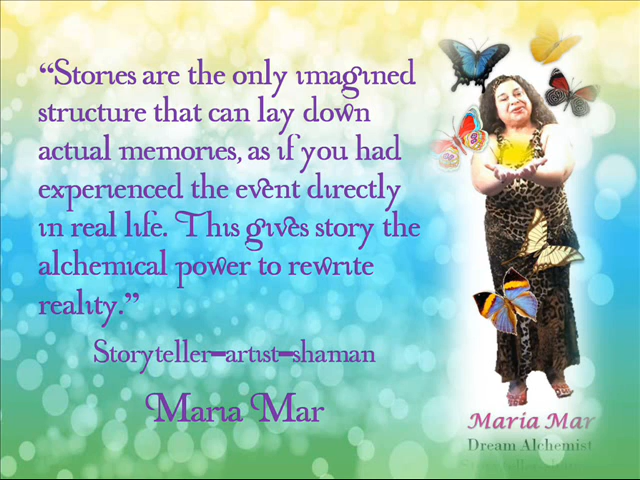 “Stories are the only imagined
structure that can lay down
actual memories, as if you had
experienced the event directly
in real life. This gives story the
alchemical power to rewrite
reality.”
Storyteller-artist-shaman
Maria Mar
Maria Mar
Dream Alchemist